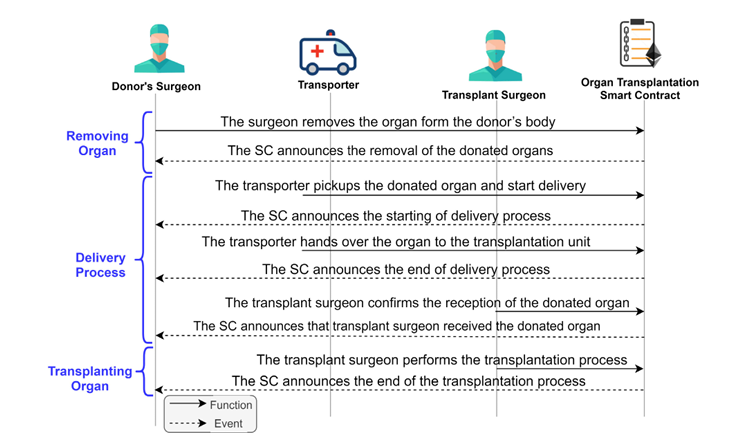 Donor's Surgeon
Transporter
Transplant Surgeon
Organ Transplantation
Smart Contract
Removing
Organ
The surgeon removes the organ form the donor's body
The SC announces the removal of the donated organs
Delivery
Process
The transporter pickups the donated organ and start delivery
The SC announces the starting of delivery process
The transporter hands over the organ to the transplantation unit
The SC announces the end of delivery process
The transplant surgeon confirms the reception of the donated organ
The SC announces that transplant surgeon received the donated organ
Transplanting
Organ
The transplant surgeon performs the transplantation process
The SC announces the end of the transplantation process
Function
Event